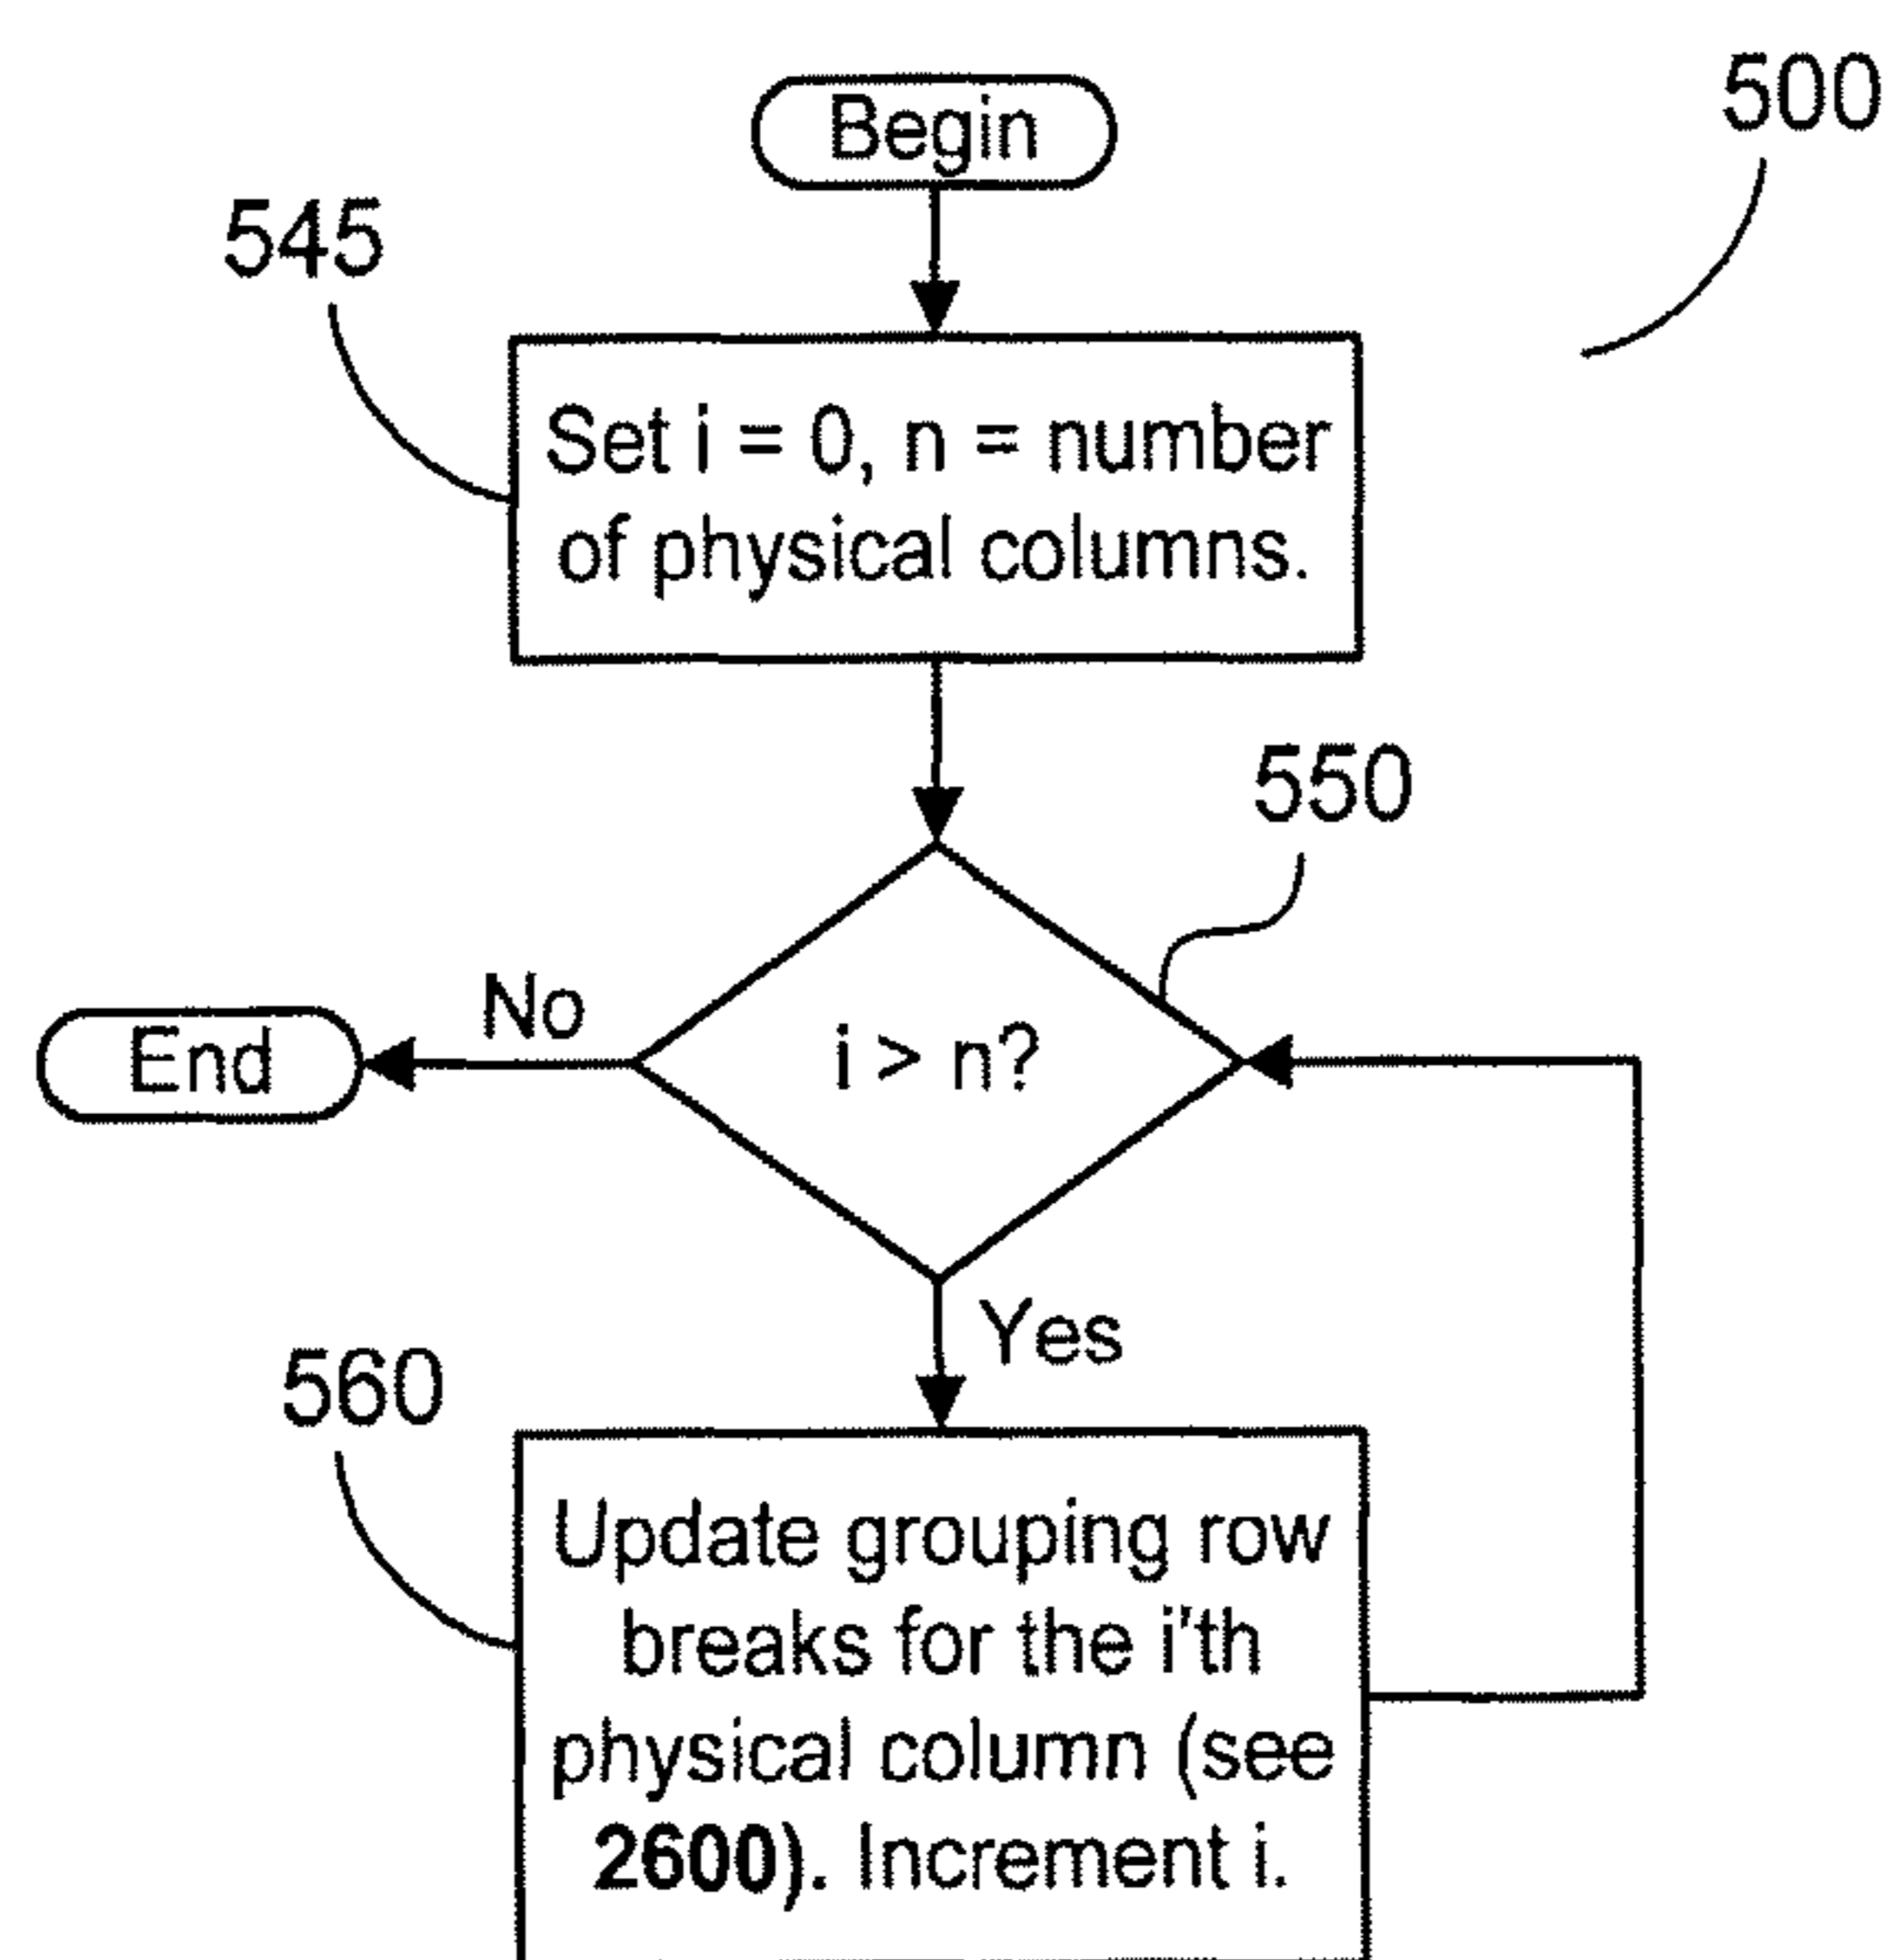 Begin
500
545
Set i = 0, n = number
of physical columns.
550
No
End
i > n?
Yes
560
Update grouping row
breaks for the i'th
physical column (see
2600). Increment i.